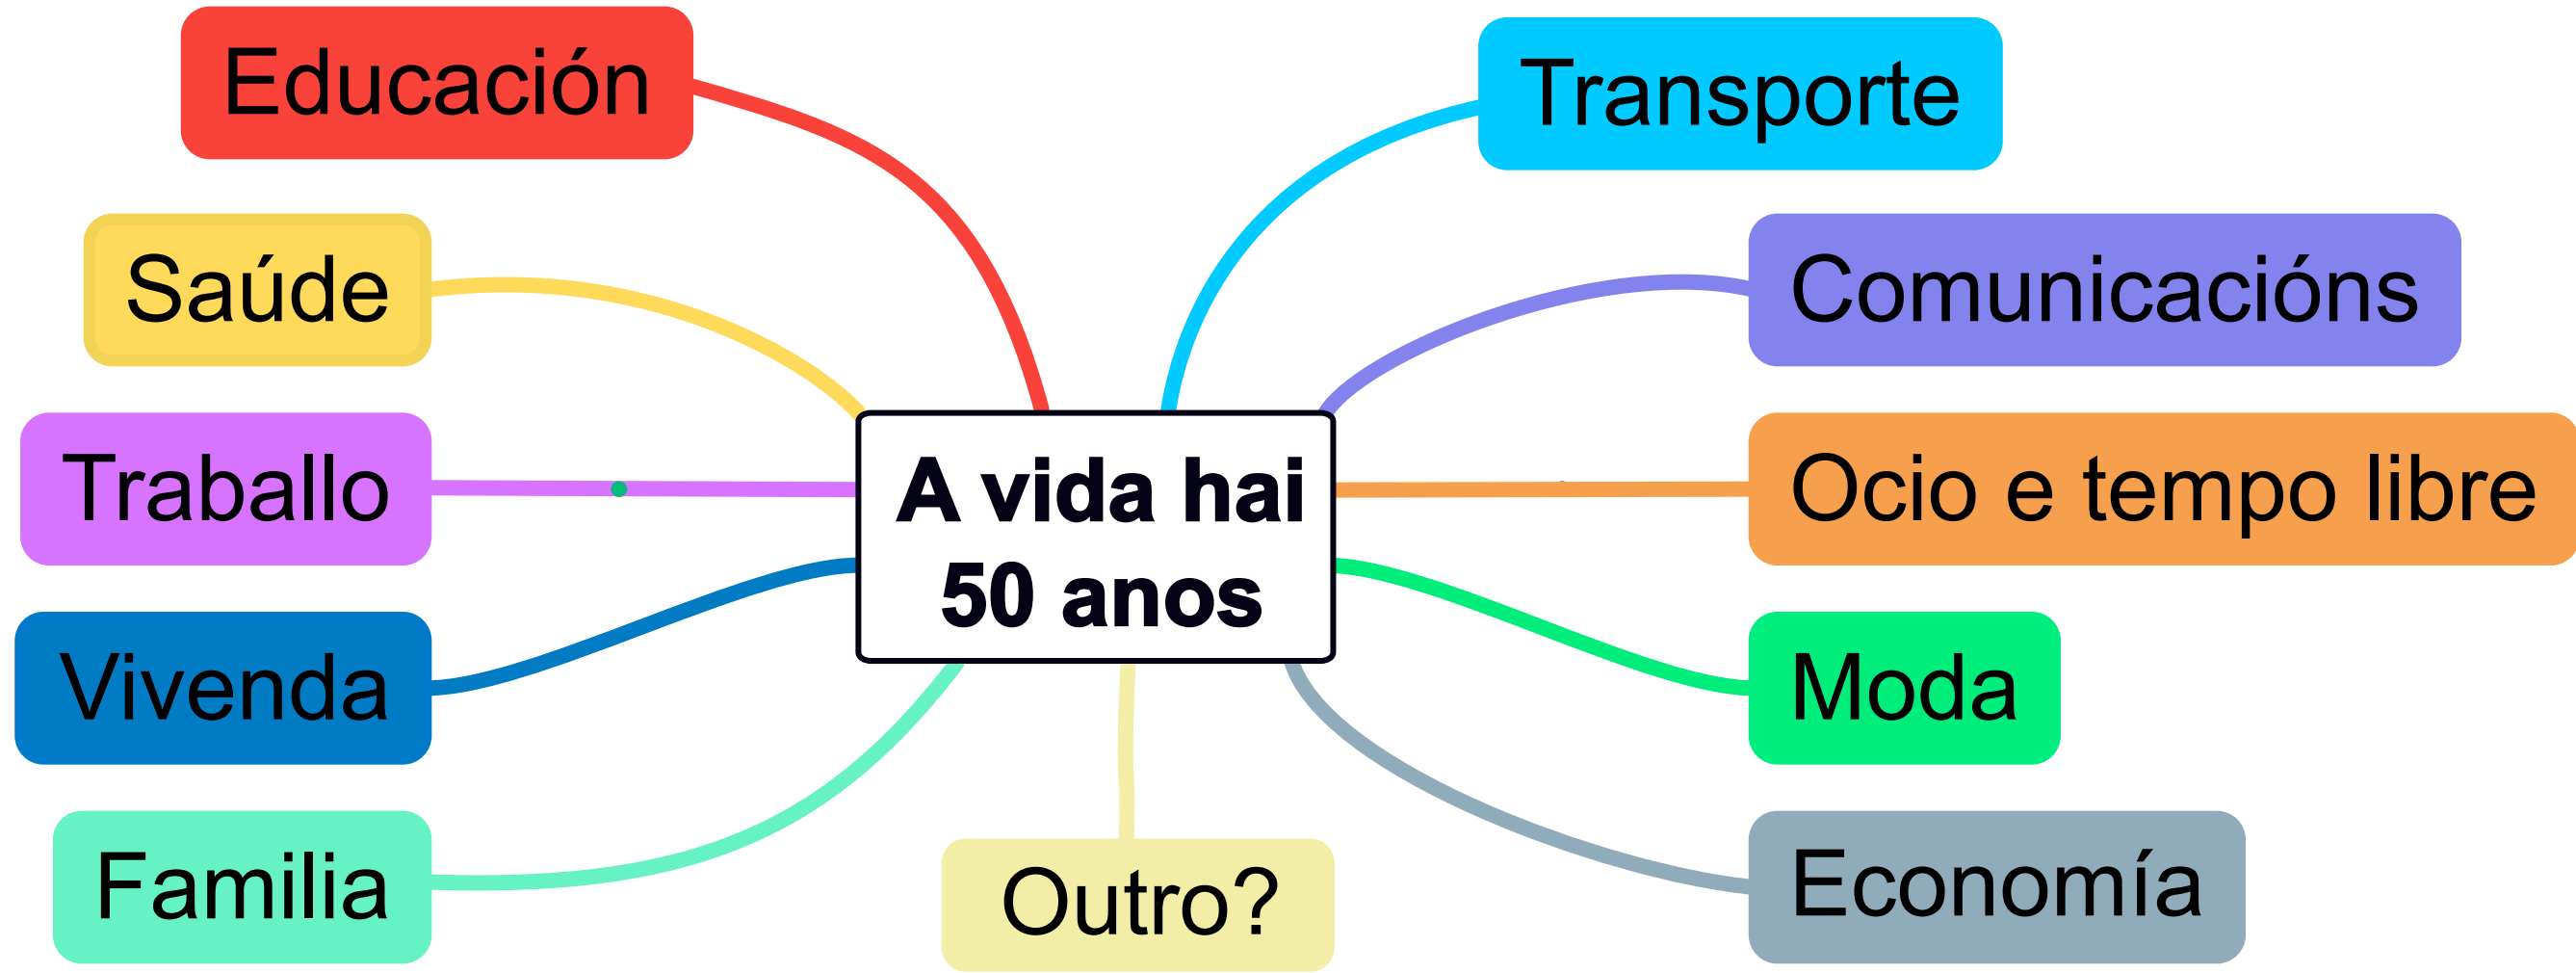 Educación
Transporte
Saúde
Comunicacións
Traballo
A vida hai
50 anos
Ocio e tempo libre
Vivenda
Moda
Familia
Outro?
Economía